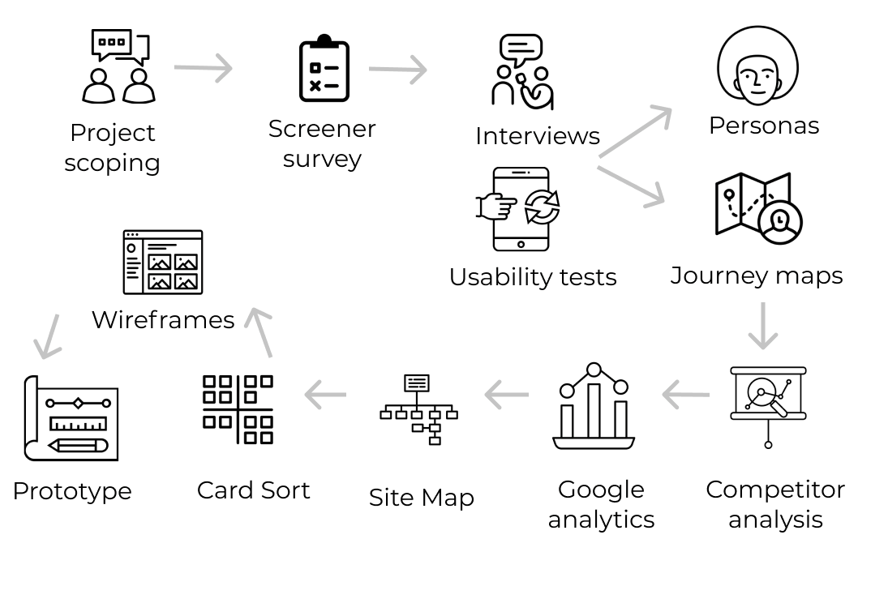 Project
scoping
Screener
survey
Interviews
Personas
Usability tests
Journey maps
Wireframes
Prototype
Card Sort
Site Map
Google
analytics
Competitor
analysis